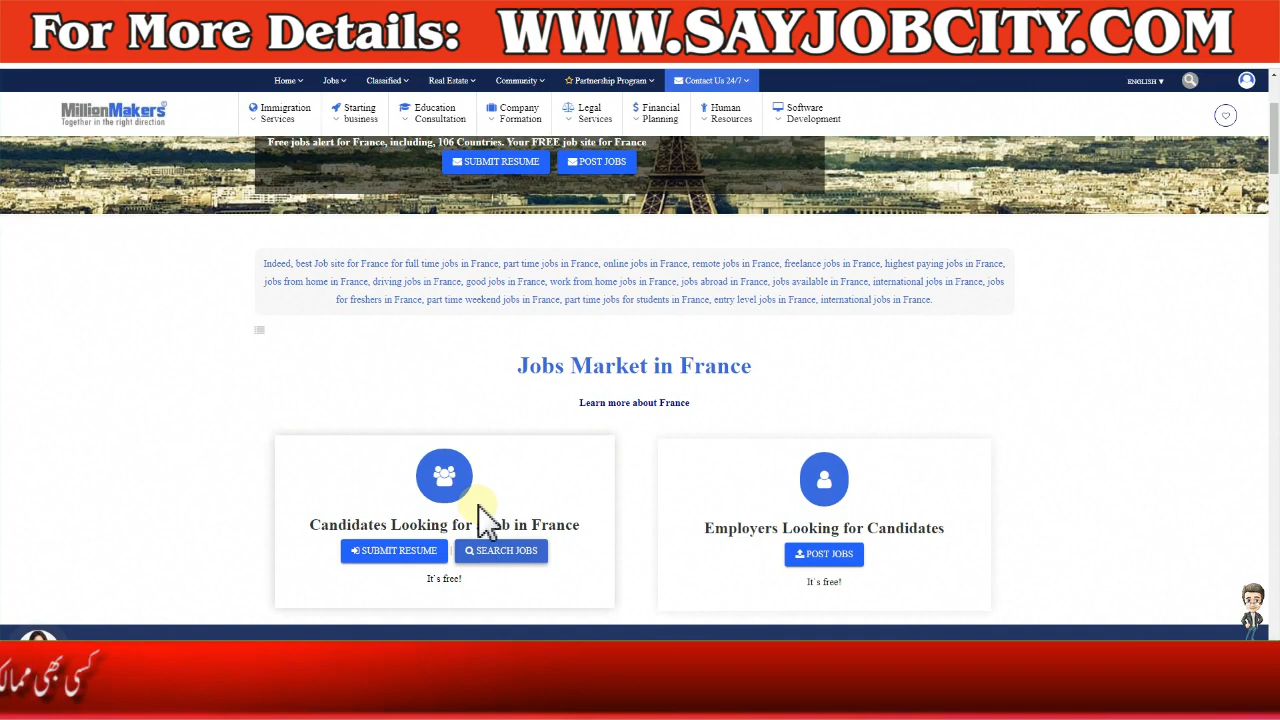 For More Details: WWW.SAYJOBCITY.COM
Home Jobs Classified Real Estate Community Partnership Program Contact Us 24/7 ENGLISH
MillionMakers®
Together in the right direction
Immigration Services
Starting business
Education Consultation
Company Formation
Legal Services
Financial Planning
Human Resources
Software Development
Free jobs alert for France, including, 106 Countries. Your FREE job site for France
SUBMIT RESUME POST JOBS
Indeed, best Job site for France for full time jobs in France, part time jobs in France, online jobs in France, remote jobs in France, freelance jobs in France, highest paying jobs in France,
jobs from home in France, driving jobs in France, good jobs in France, work from home jobs in France, jobs abroad in France, jobs available in France, international jobs in France, jobs
for freshers in France, part time weekend jobs in France, part time jobs for students in France, entry level jobs in France, international jobs in France.
Jobs Market in France
Learn more about France
Candidates Looking for b in France
SUBMIT RESUME | SEARCH JOBS
It`s free!
Employers Looking for Candidates
POST JOBS
It`s free!
کسی بھی